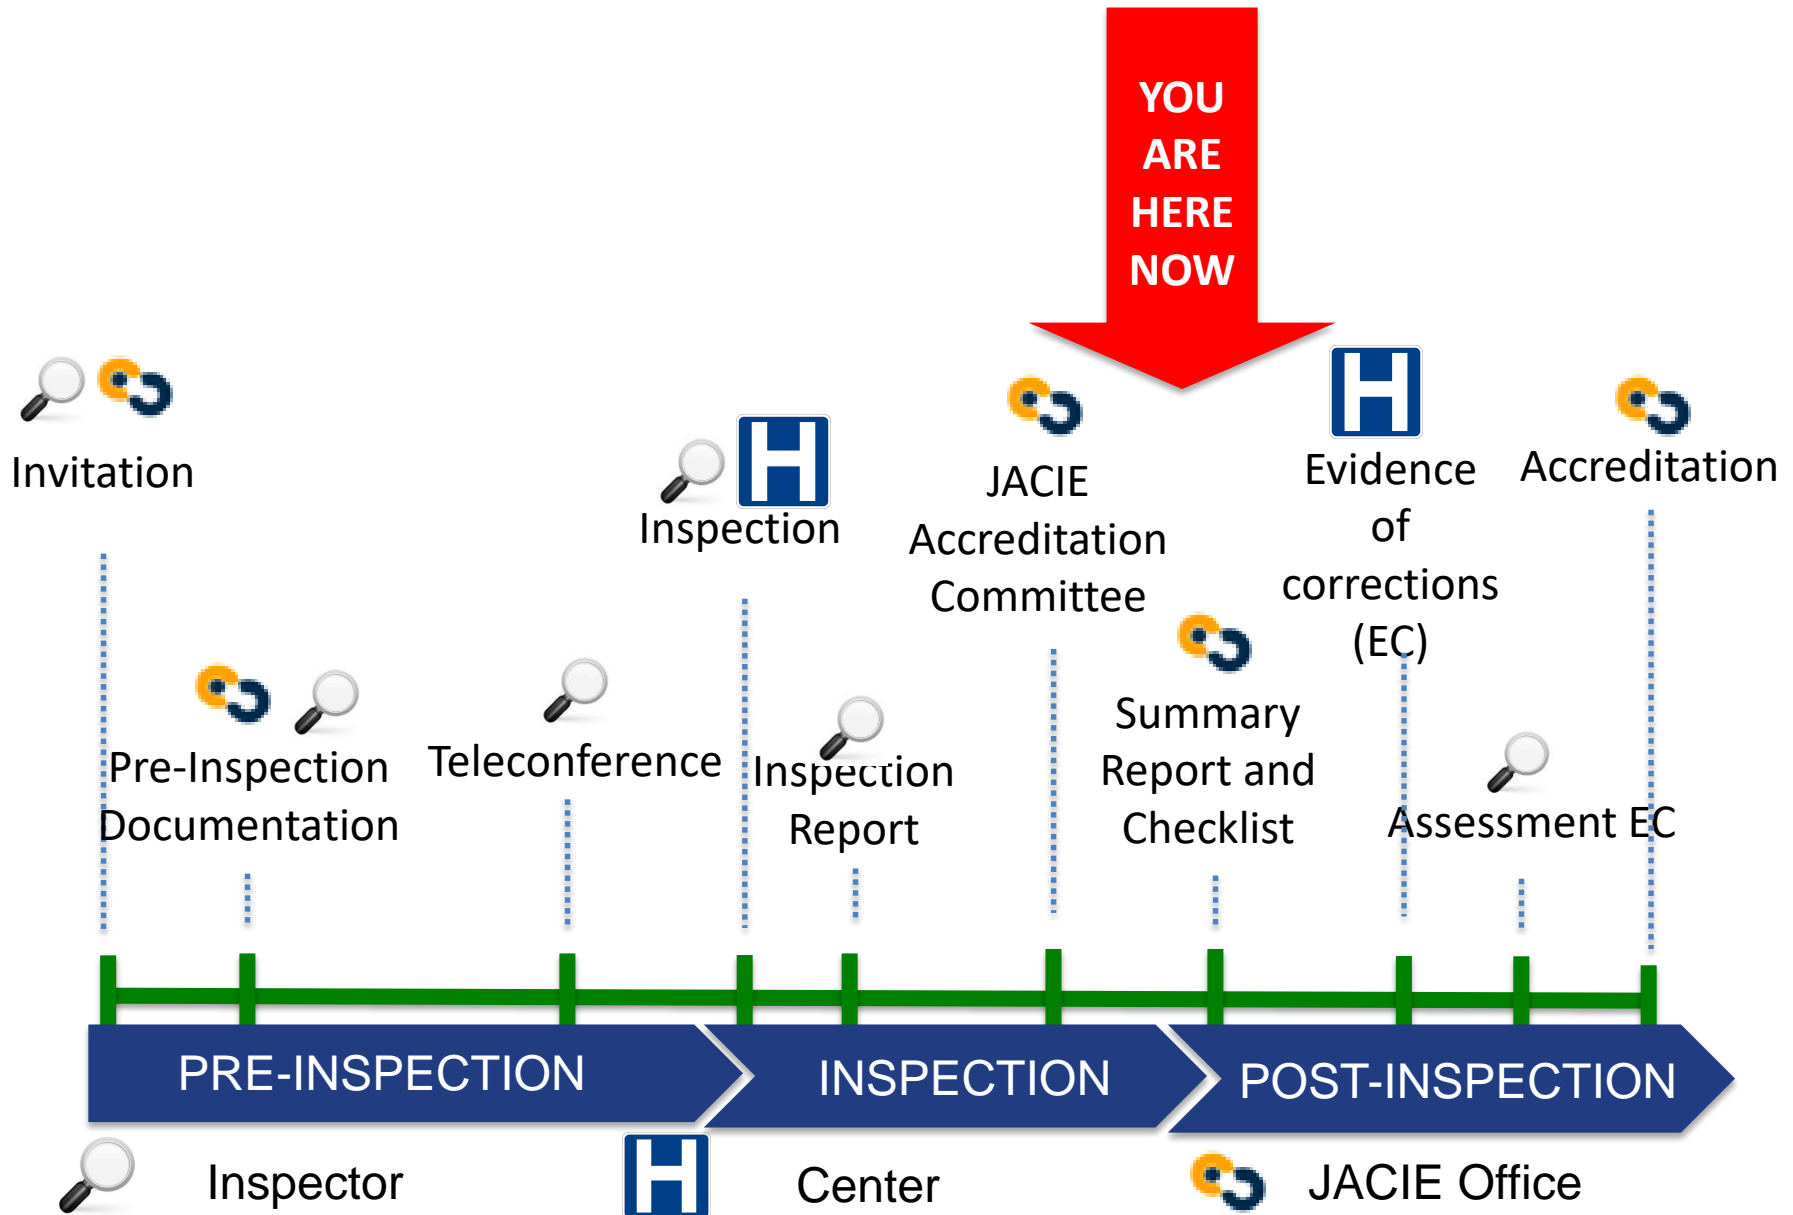 YOU
ARE
HERE
NOW
Invitation
Pre-Inspection
Documentation
Teleconference
Inspection
Inspection
Report
JACIE
Accreditation
Committee
Summary
Report and
Checklist
Evidence
of
corrections
(EC)
Assessment EC
Accreditation
PRE-INSPECTION
INSPECTION
POST-INSPECTION
Inspector
H Center
JACIE Office